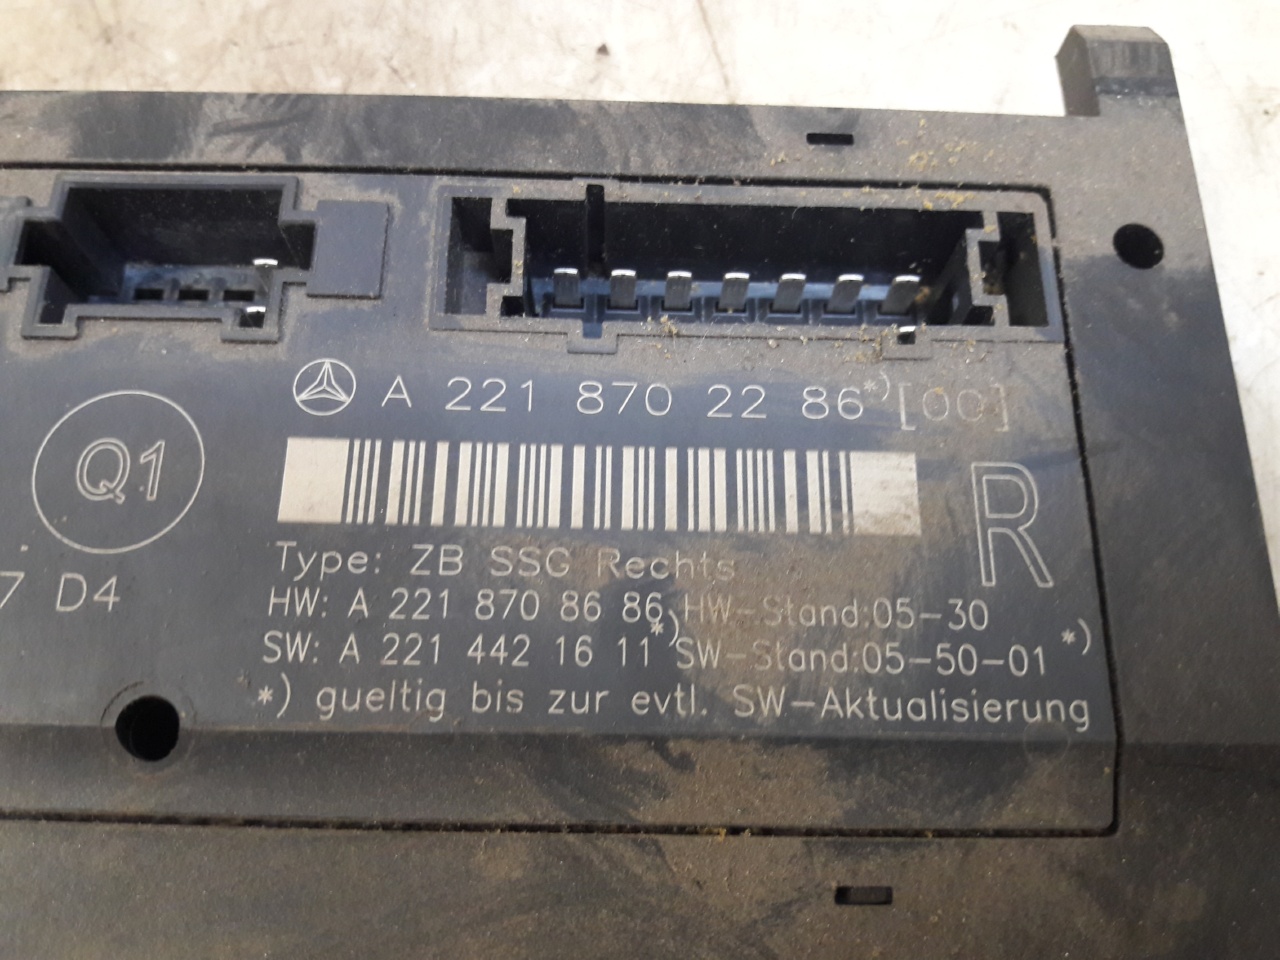 A 221 870 22 86*) [00]
Q1
R
7 D4
Type: ZB SSG Rechts
HW: A 221 870 86 86 HW-Stand:05-30
SW: A 221 442 16 11*) SW-Stand:05-50-01 *)
*) gueltig bis zur evtl. SW-Aktualisierung